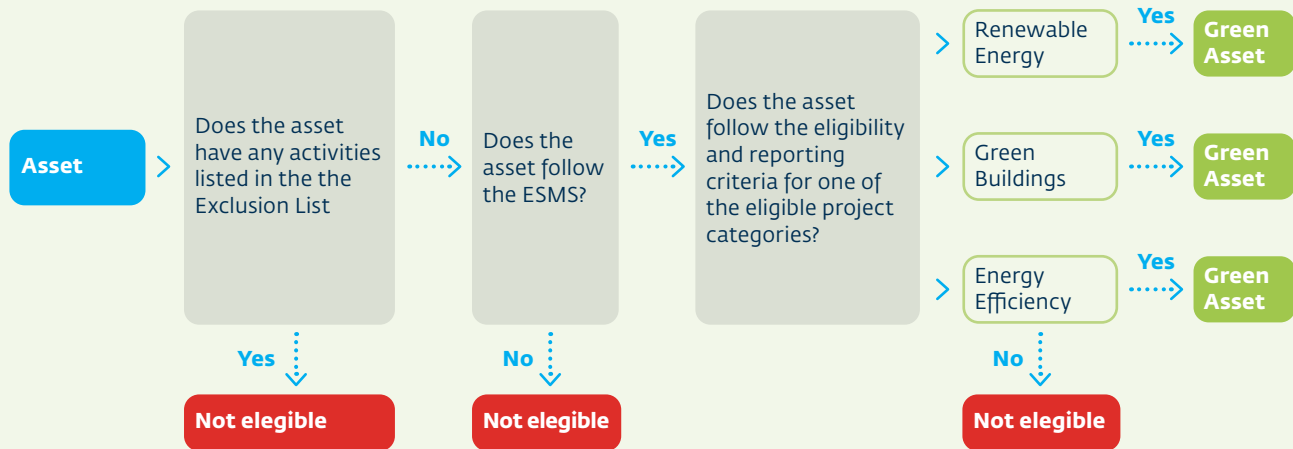 Asset
Does the asset
have any activities
listed in the the
Exclusion List
No
Does the
asset follow
the ESMS?
Yes
Does the asset
follow the eligibility
and reporting
criteria for one of
the eligible project
categories?
Renewable
Energy
Yes
Green
Asset
Green
Buildings
Yes
Green
Asset
Energy
Efficiency
Yes
Green
Asset
Yes
Not elegible
No
Not elegible
No
Not elegible